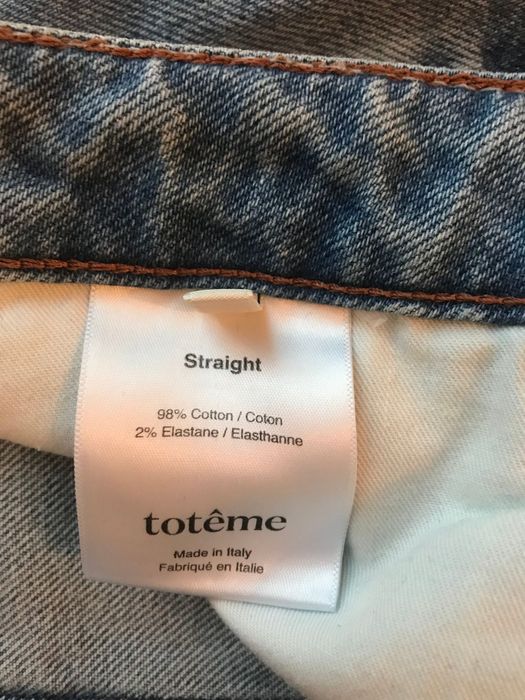 Straight
98% Cotton / Coton
2% Elastane / Elasthanne
totême
Made in Italy
Fabriqué en Italie